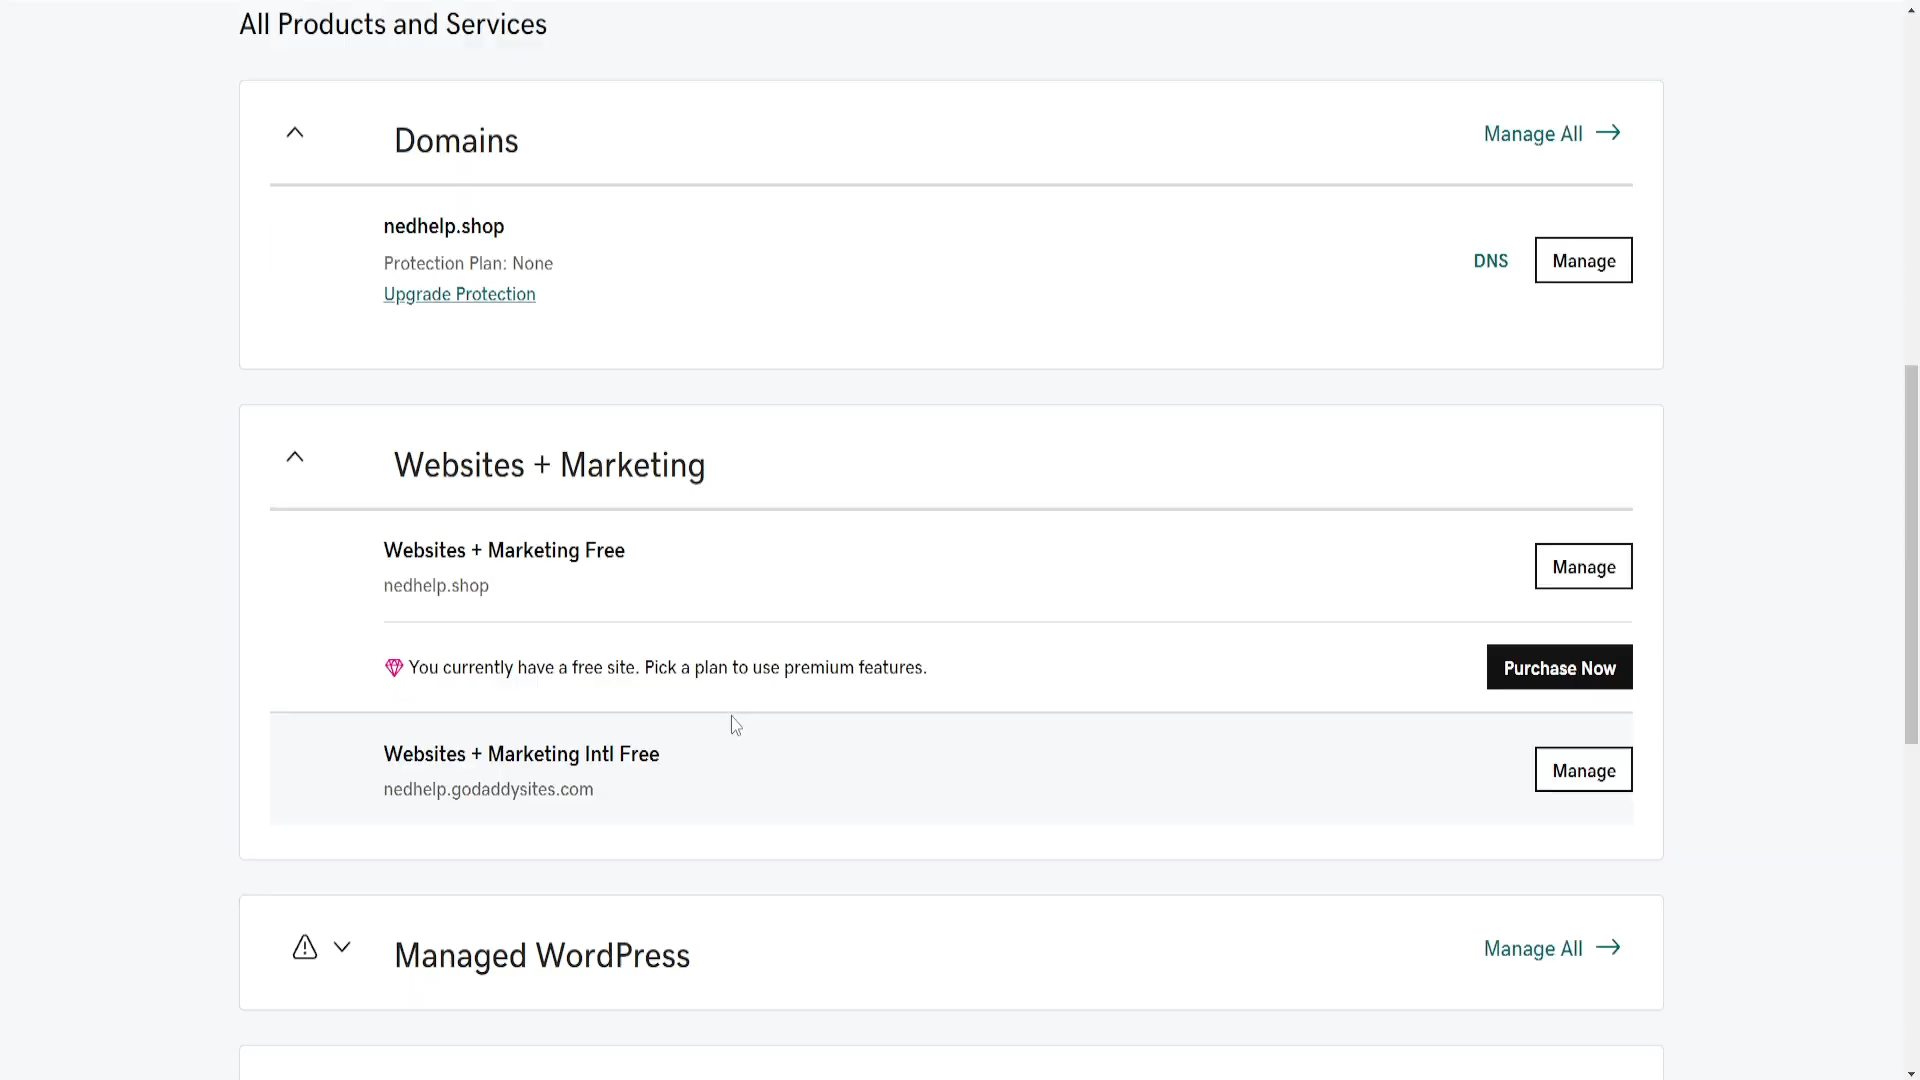 All Products and Services
Domains
Manage All
nedhelp.shop
Protection Plan: None
Upgrade Protection
DNS
Manage
Websites + Marketing
Websites + Marketing Free
nedhelp.shop
Manage
You currently have a free site. Pick a plan to use premium features.
Purchase Now
Websites + Marketing Intl Free
nedhelp.godaddysites.com
Manage
Managed WordPress
Manage All